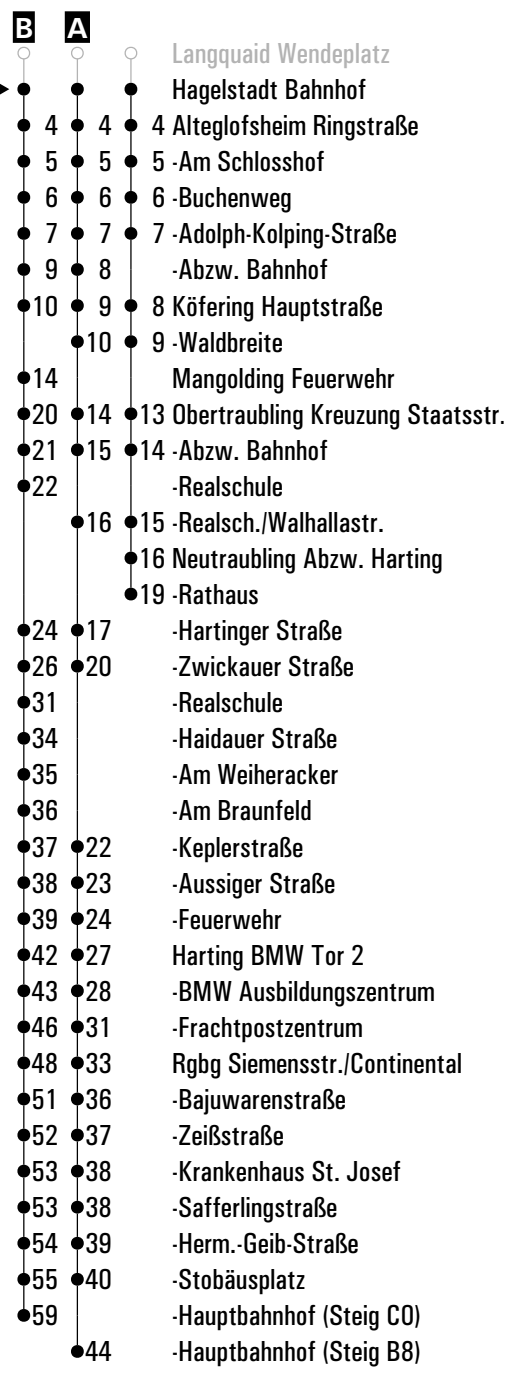 B A
Langquaid Wendeplatz
Hagelstadt Bahnhof
4 4 4 Alteglofsheim Ringstraße
5 5 5 -Am Schlosshof
6 6 6 -Buchenweg
7 7 7 -Adolph-Kolping-Straße
9 8 -Abzw. Bahnhof
10 9 8 Köfering Hauptstraße
10 9 -Waldbreite
14 Mangolding Feuerwehr
20 14 13 Obertraubling Kreuzung Staatsstr.
21 15 14 -Abzw. Bahnhof
22 -Realschule
16 15 -Realsch./Walhallastr.
16 Neutraubling Abzw. Harting
19 -Rathaus
24 17 -Hartinger Straße
26 20 -Zwickauer Straße
31 -Realschule
34 -Haidauer Straße
35 -Am Weiheracker
36 -Am Braunfeld
37 22 -Keplerstraße
38 23 -Aussiger Straße
39 24 -Feuerwehr
42 27 Harting BMW Tor 2
43 28 -BMW Ausbildungszentrum
46 31 -Frachtpostzentrum
48 33 Rgbg Siemensstr./Continental
51 36 -Bajuwarenstraße
52 37 -Zeißstraße
53 38 -Krankenhaus St. Josef
53 38 -Safferlingstraße
54 39 -Herm.-Geib-Straße
55 40 -Stobäusplatz
59 -Hauptbahnhof (Steig C0)
44 -Hauptbahnhof (Steig B8)